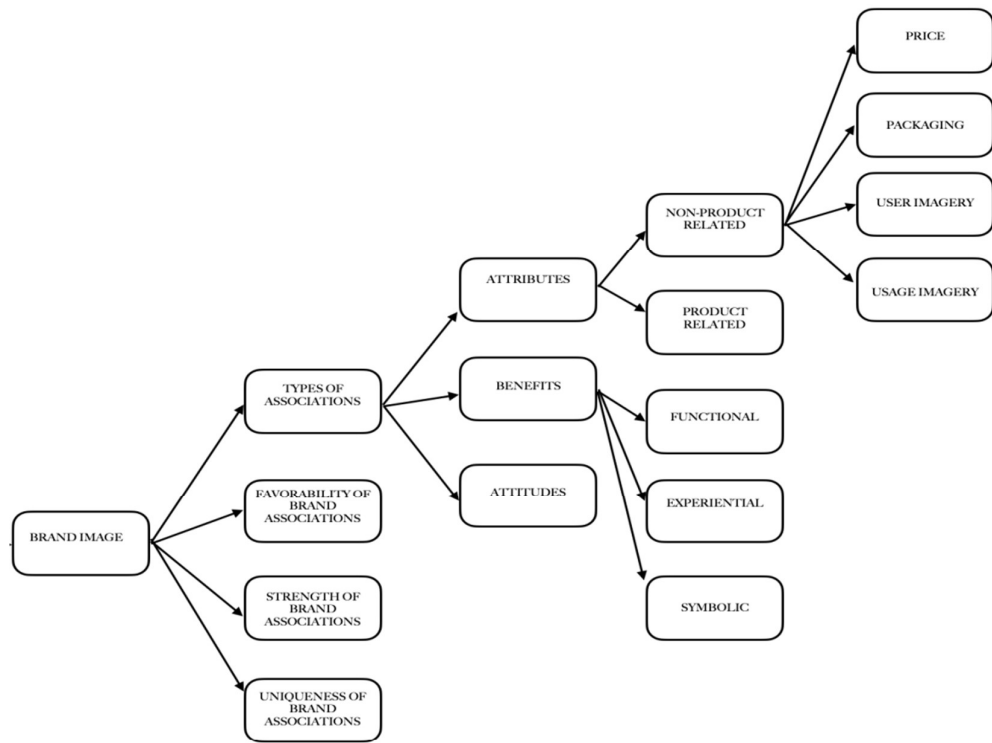 PRICE
PACKAGING
USER IMAGERY
USAGE IMAGERY
NON-PRODUCT
RELATED
PRODUCT
RELATED
ATTRIBUTES
BENEFITS
ATTITUDES
FUNCTIONAL
EXPERIENTIAL
SYMBOLIC
TYPES OF
ASSOCIATIONS
FAVORABILITY OF
BRAND
ASSOCIATIONS
STRENGTH OF
BRAND
ASSOCIATIONS
UNIQUENESS OF
BRAND
ASSOCIATIONS
BRAND IMAGE